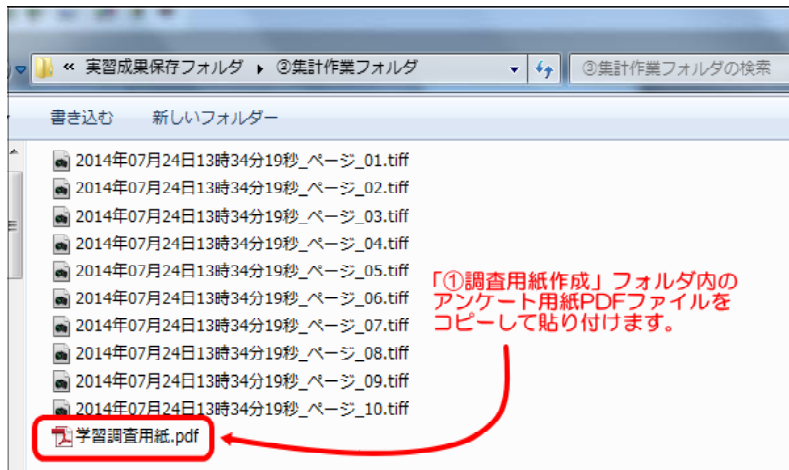 « 実習成果保存フォルダ ▸ ②集計作業フォルダ
③集計作業フォルダの検索
書き込む 新しいフォルダー
2014年07月24日13時34分19秒_ページ_01.tiff
2014年07月24日13時34分19秒_ページ_02.tiff
2014年07月24日13時34分19秒_ページ_03.tiff
2014年07月24日13時34分19秒_ページ_04.tiff
2014年07月24日13時34分19秒_ページ_05.tiff
2014年07月24日13時34分19秒_ページ_06.tiff
2014年07月24日13時34分19秒_ページ_07.tiff
2014年07月24日13時34分19秒_ページ_08.tiff
2014年07月24日13時34分19秒_ページ_09.tiff
2014年07月24日13時34分19秒_ページ_10.tiff
学習調査用紙.pdf
「①調査用紙作成」フォルダ内の
アンケート用紙PDFファイルを
コピーして貼り付けます。